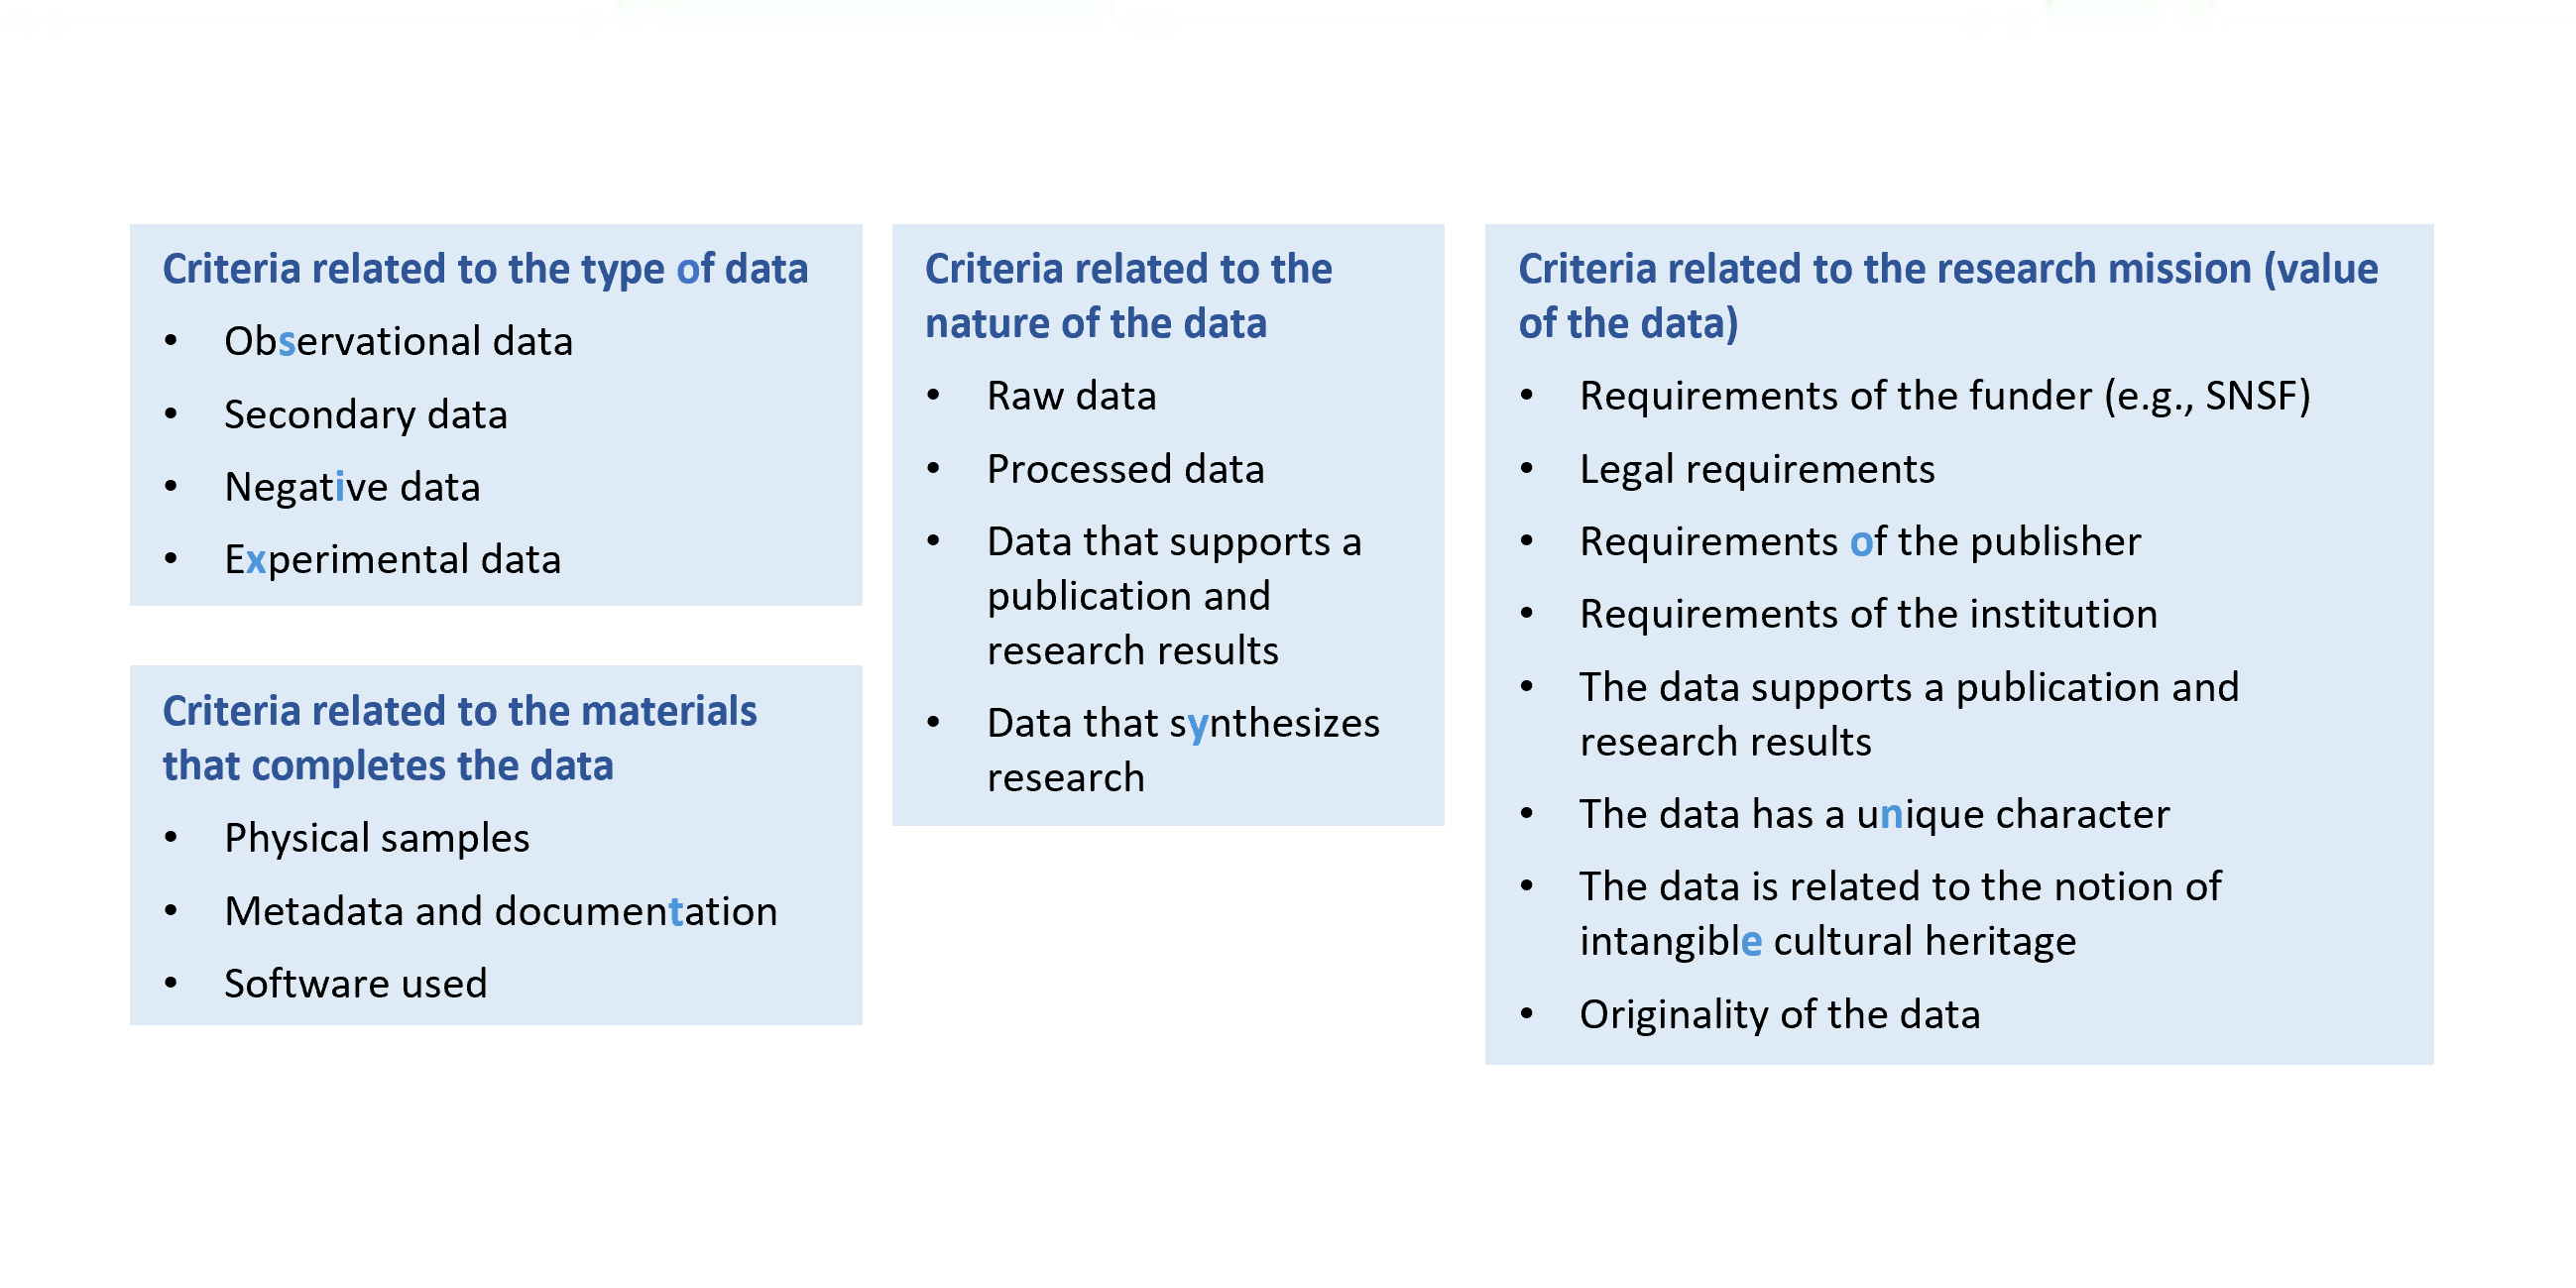 Criteria related to the type of data
• Observational data
• Secondary data
• Negative data
• Experimental data
Criteria related to the materials
that completes the data
• Physical samples
• Metadata and documentation
• Software used
Criteria related to the
nature of the data
• Raw data
• Processed data
• Data that supports a
publication and
research results
• Data that synthesizes
research
Criteria related to the research mission (value
of the data)
• Requirements of the funder (e.g., SNSF)
• Legal requirements
• Requirements of the publisher
• Requirements of the institution
• The data supports a publication and
research results
• The data has a unique character
• The data is related to the notion of
intangible cultural heritage
• Originality of the data